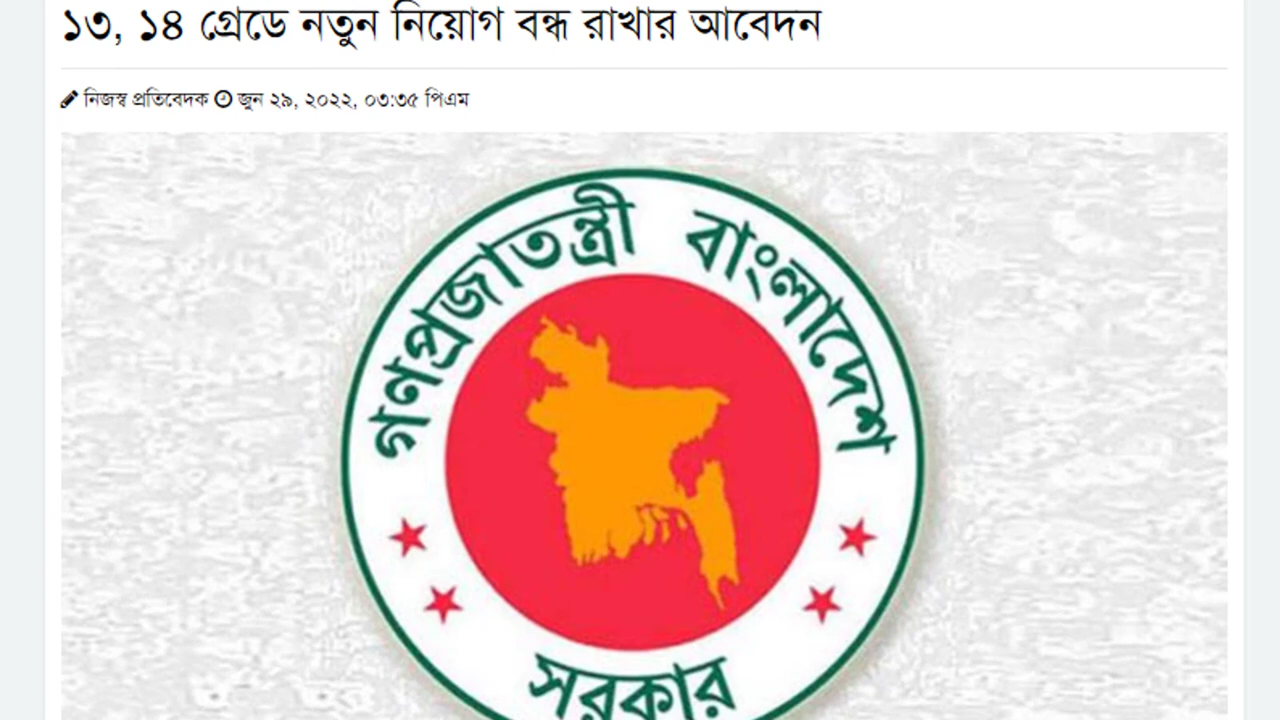 ১৩, ১৪ গ্রেডে নতুন নিয়োগ বন্ধ রাখার আবেদন
নিজস্ব প্রতিবেদক জুন ২৯, ২০২২, ০৩:৩৫ পিএম
গণপ্রজাতন্ত্রী বাংলাদেশ
সরকার